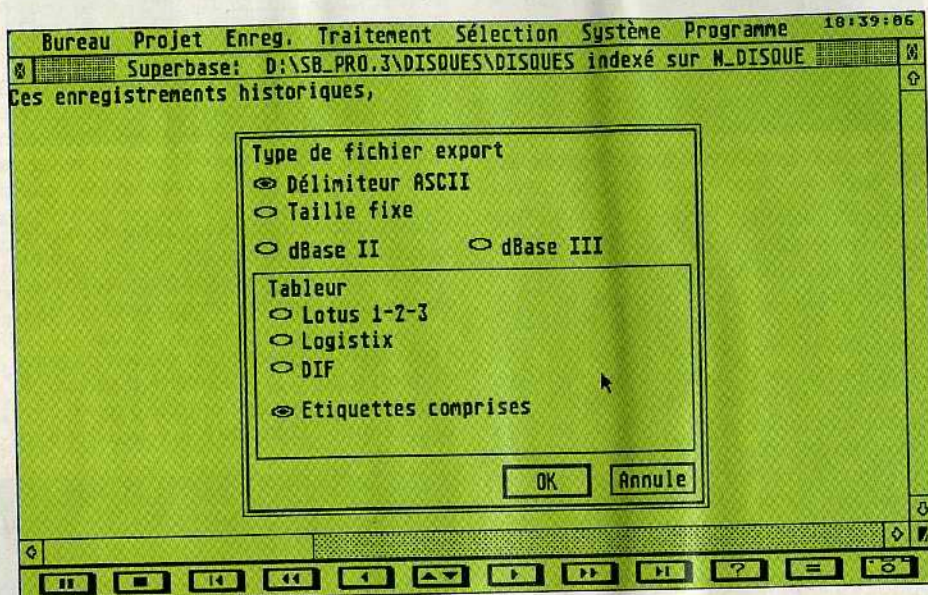 Bureau Projet Enreg. Traitement Sélection Système Programme 18:39:06
Superbase: D:\SB_PRO.3\DISQUES\DISQUES indexé sur N_DISQUE
Ces enregistrements historiques,
Type de fichier export
Délimiteur ASCII
Taille fixe
dBase II dBase III
Tableur
Lotus 1-2-3
Logistix
DIF
Etiquettes comprises
OK Annule
? =